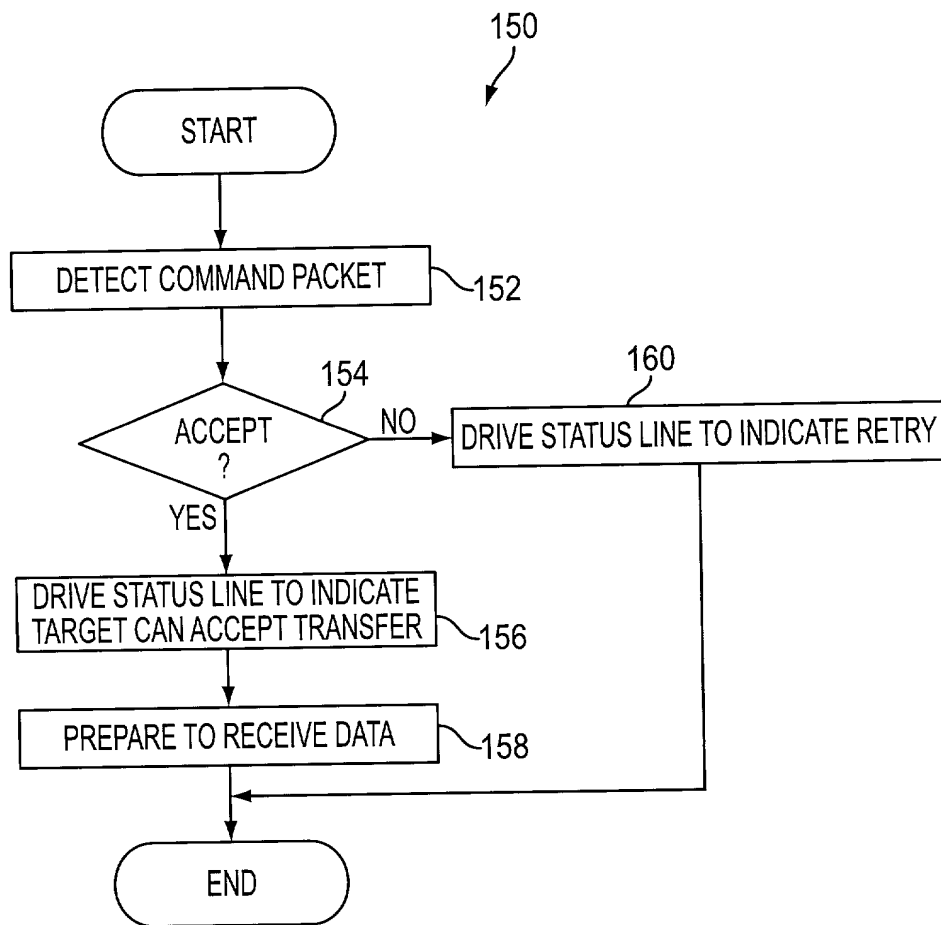 150
START
DETECT COMMAND PACKET
152
154
ACCEPT
?
NO
160
DRIVE STATUS LINE TO INDICATE RETRY
YES
DRIVE STATUS LINE TO INDICATE
TARGET CAN ACCEPT TRANSFER
156
PREPARE TO RECEIVE DATA
158
END